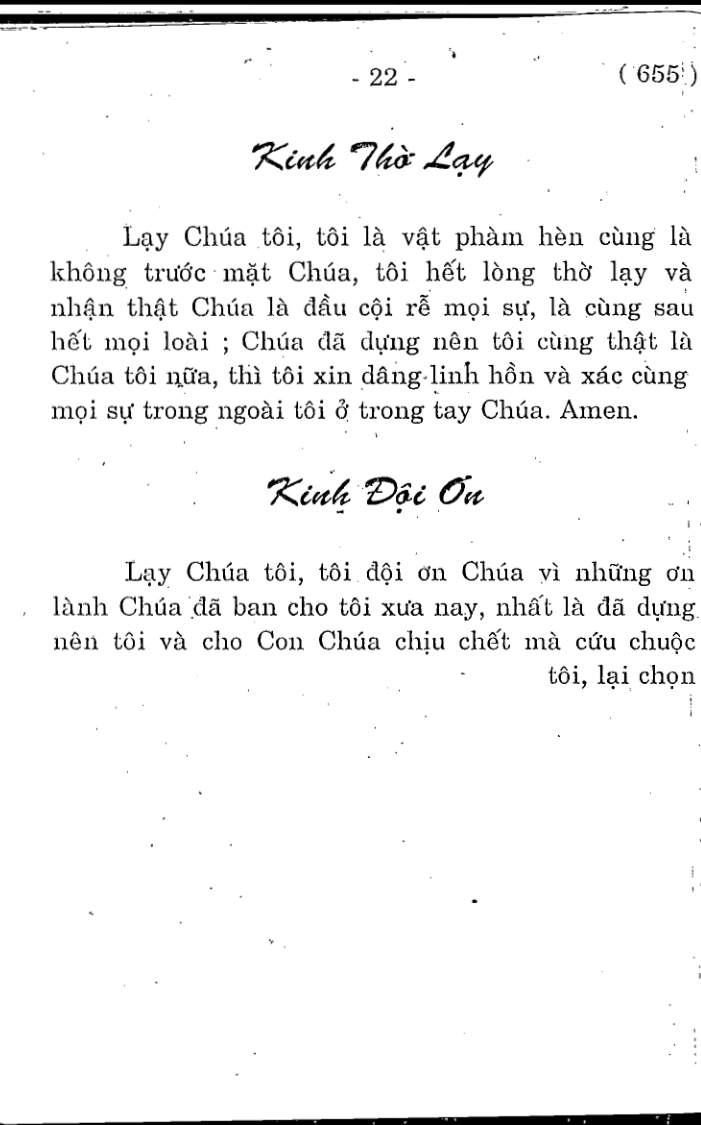 - 22 -
( 655 )
Kinh Thờ Lạy
Lạy Chúa tôi, tôi là vật phàm hèn cùng là
không trước mặt Chúa, tôi hết lòng thờ lạy và
nhận thật Chúa là đầu cội rễ mọi sự, là cùng sau
hết mọi loài ; Chúa đã dựng nên tôi cùng thật là
Chúa tôi nữa, thì tôi xin dâng linh hồn và xác cùng
mọi sự trong ngoài tôi ở trong tay Chúa. Amen.
Kinh Đội Ơn
Lạy Chúa tôi, tôi đội ơn Chúa vì những ơn
lành Chúa đã ban cho tôi xưa nay, nhất là đã dựng
nên tôi và cho Con Chúa chịu chết mà cứu chuộc
tôi, lại chọn